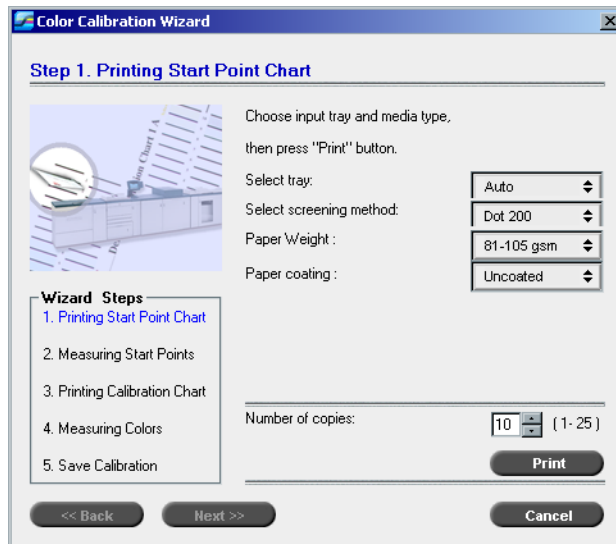 Color Calibration Wizard
Step 1. Printing Start Point Chart
Choose input tray and media type,
then press "Print" button.
Select tray:
Auto
Select screening method:
Dot 200
Paper Weight :
81-105 gsm
Paper coating :
Uncoated
Wizard Steps
1. Printing Start Point Chart
2. Measuring Start Points
3. Printing Calibration Chart
4. Measuring Colors
5. Save Calibration
Number of copies:
10
( 1- 25 )
Print
<< Back
Next >>
Cancel